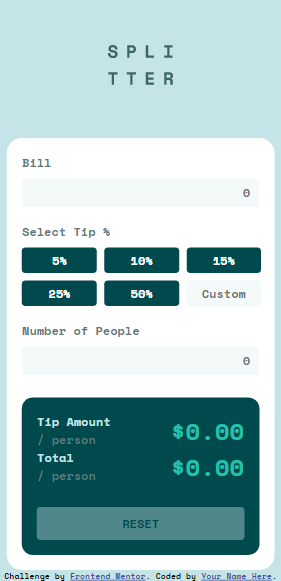 SPLI
TTER
Bill
0
Select Tip %
5% 10% 15%
25% 50% Custom
Number of People
0
Tip Amount
/ person
$0.00
Total
/ person
$0.00
RESET
Challenge by Frontend Mentor. Coded by Your Name Here.